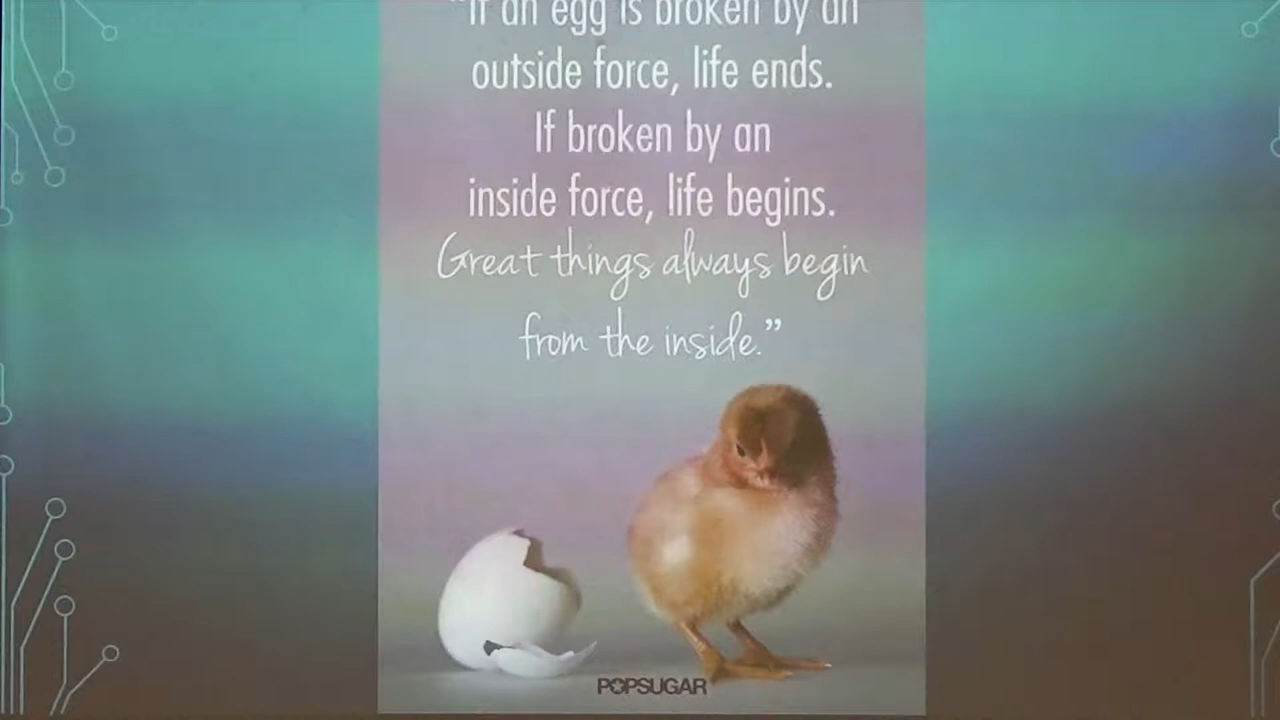 "If an egg is broken by an
outside force, life ends.
If broken by an
inside force, life begins.
Great things always begin
from the inside."
POPSUGAR